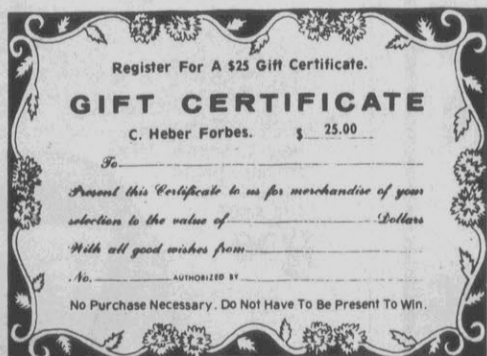 Register For A $25 Gift Certificate.
GIFT CERTIFICATE
C. Heber Forbes. $ 25.00
To
Present this Certificate to us for merchandise of your
selection to the value of Dollars
With all good wishes from
No. AUTHORIZED BY
No Purchase Necessary. Do Not Have To Be Present To Win.